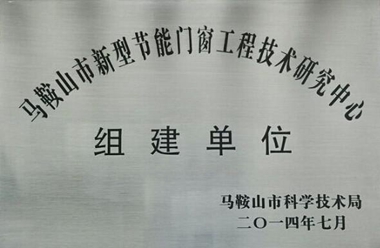 马鞍山市新型节能门窗工程技术研究中心
组建单位
马鞍山市科学技术局
二〇一四年七月